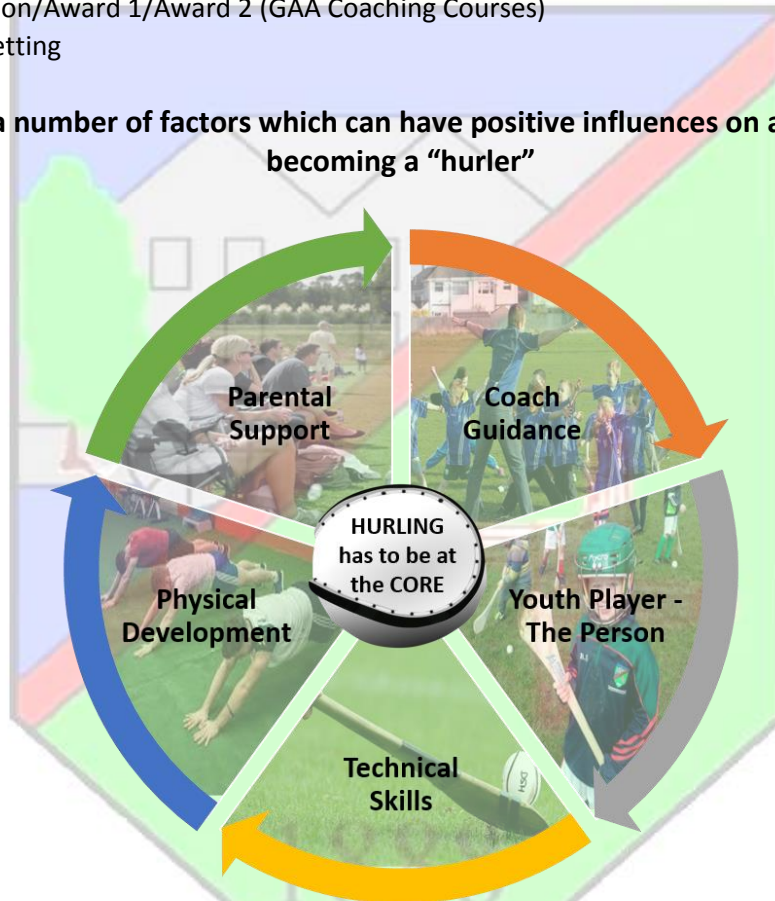 on/Award 1/Award 2 (GAA Coaching Courses)
etting
a number of factors which can have positive influences on a
becoming a “hurler”
Parental
Support
Coach
Guidance
HURLING
has to be at
the CORE
Physical
Development
Youth Player -
The Person
Technical
Skills